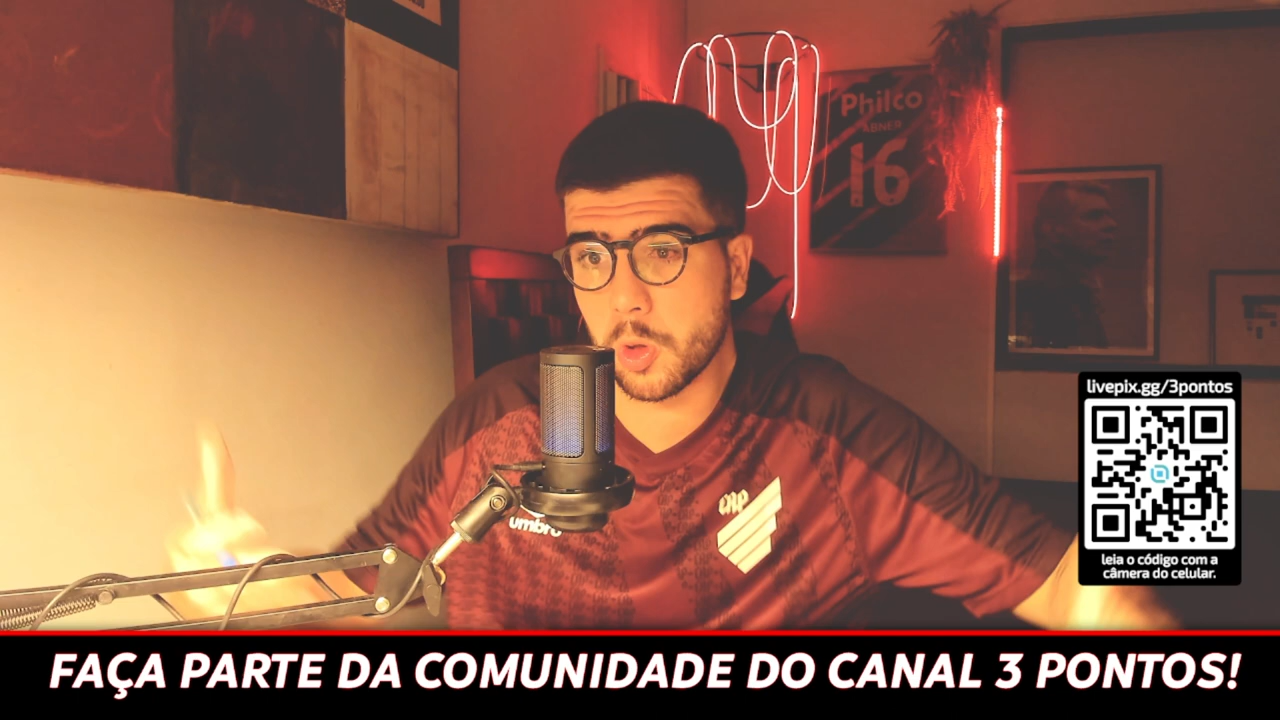 Philco
ABNER
16
livepix.gg/3pontos
CAP
umbro
leia o código com a
câmera do celular.
FAÇA PARTE DA COMUNIDADE DO CANAL 3 PONTOS!